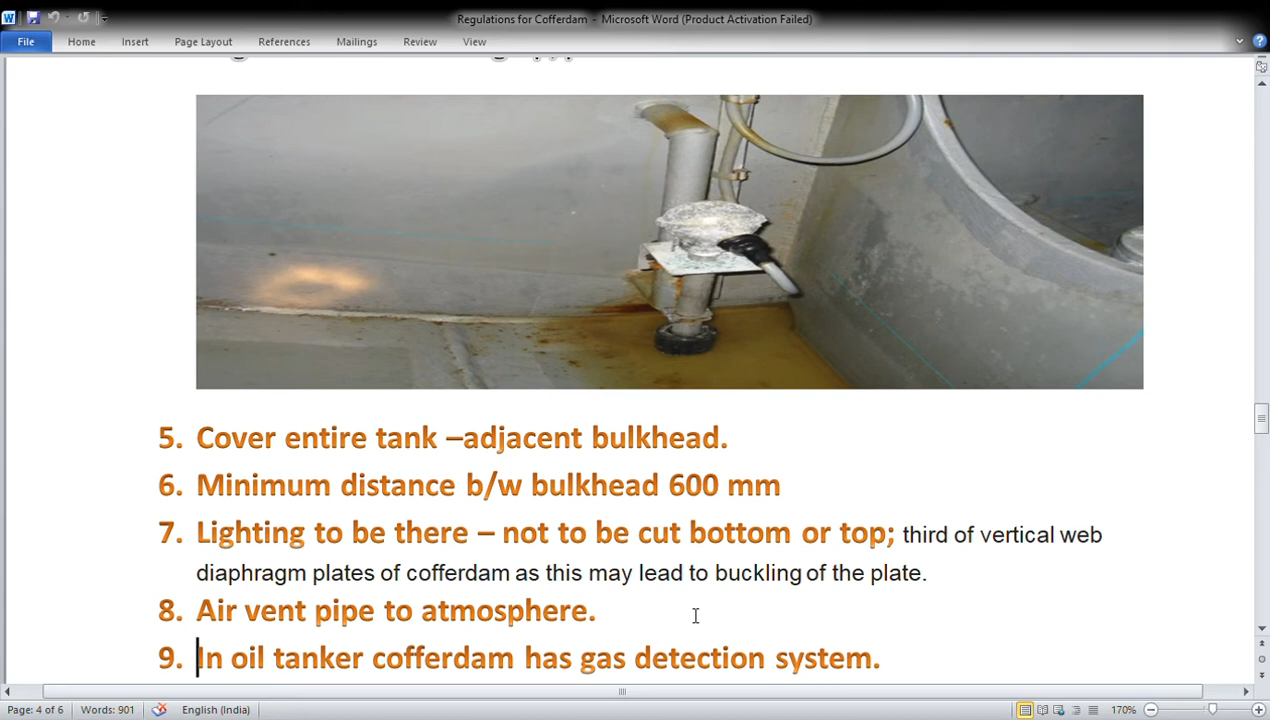 Regulations for Cofferdam – Microsoft Word (Product Activation Failed)
File Home Insert Page Layout References Mailings Review View
5. Cover entire tank –adjacent bulkhead.
6. Minimum distance b/w bulkhead 600 mm
7. Lighting to be there – not to be cut bottom or top; third of vertical web
diaphragm plates of cofferdam as this may lead to buckling of the plate.
8. Air vent pipe to atmosphere.
9. In oil tanker cofferdam has gas detection system.
Page: 4 of 6 Words: 901 English (India) 170%